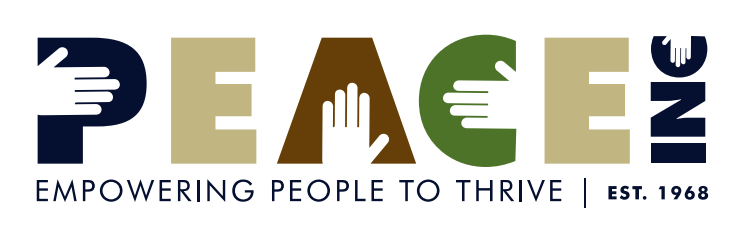 PEACE INC
EMPOWERING PEOPLE TO THRIVE | EST. 1968